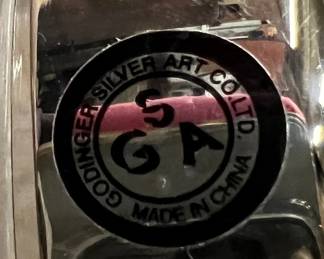 GODINGER SILVER ART CO.LTD.
S
G A
MADE IN CHINA